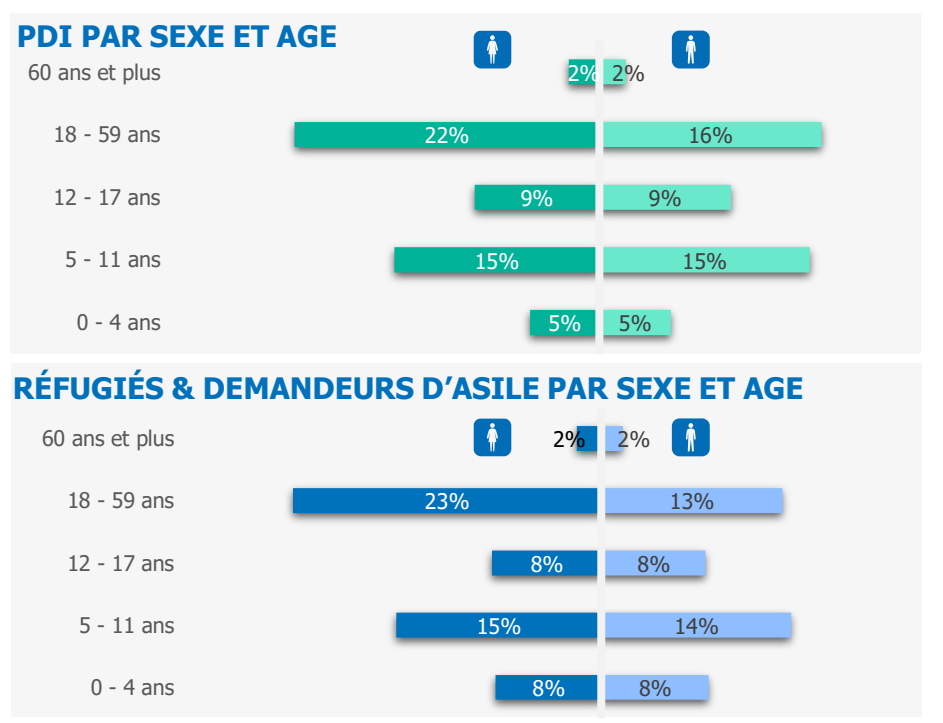 PDI PAR SEXE ET AGE
60 ans et plus 2% 2%
18 - 59 ans 22% 16%
12 - 17 ans 9% 9%
5 - 11 ans 15% 15%
0 - 4 ans 5% 5%
RÉFUGIÉS & DEMANDEURS D’ASILE PAR SEXE ET AGE
60 ans et plus 2% 2%
18 - 59 ans 23% 13%
12 - 17 ans 8% 8%
5 - 11 ans 15% 14%
0 - 4 ans 8% 8%